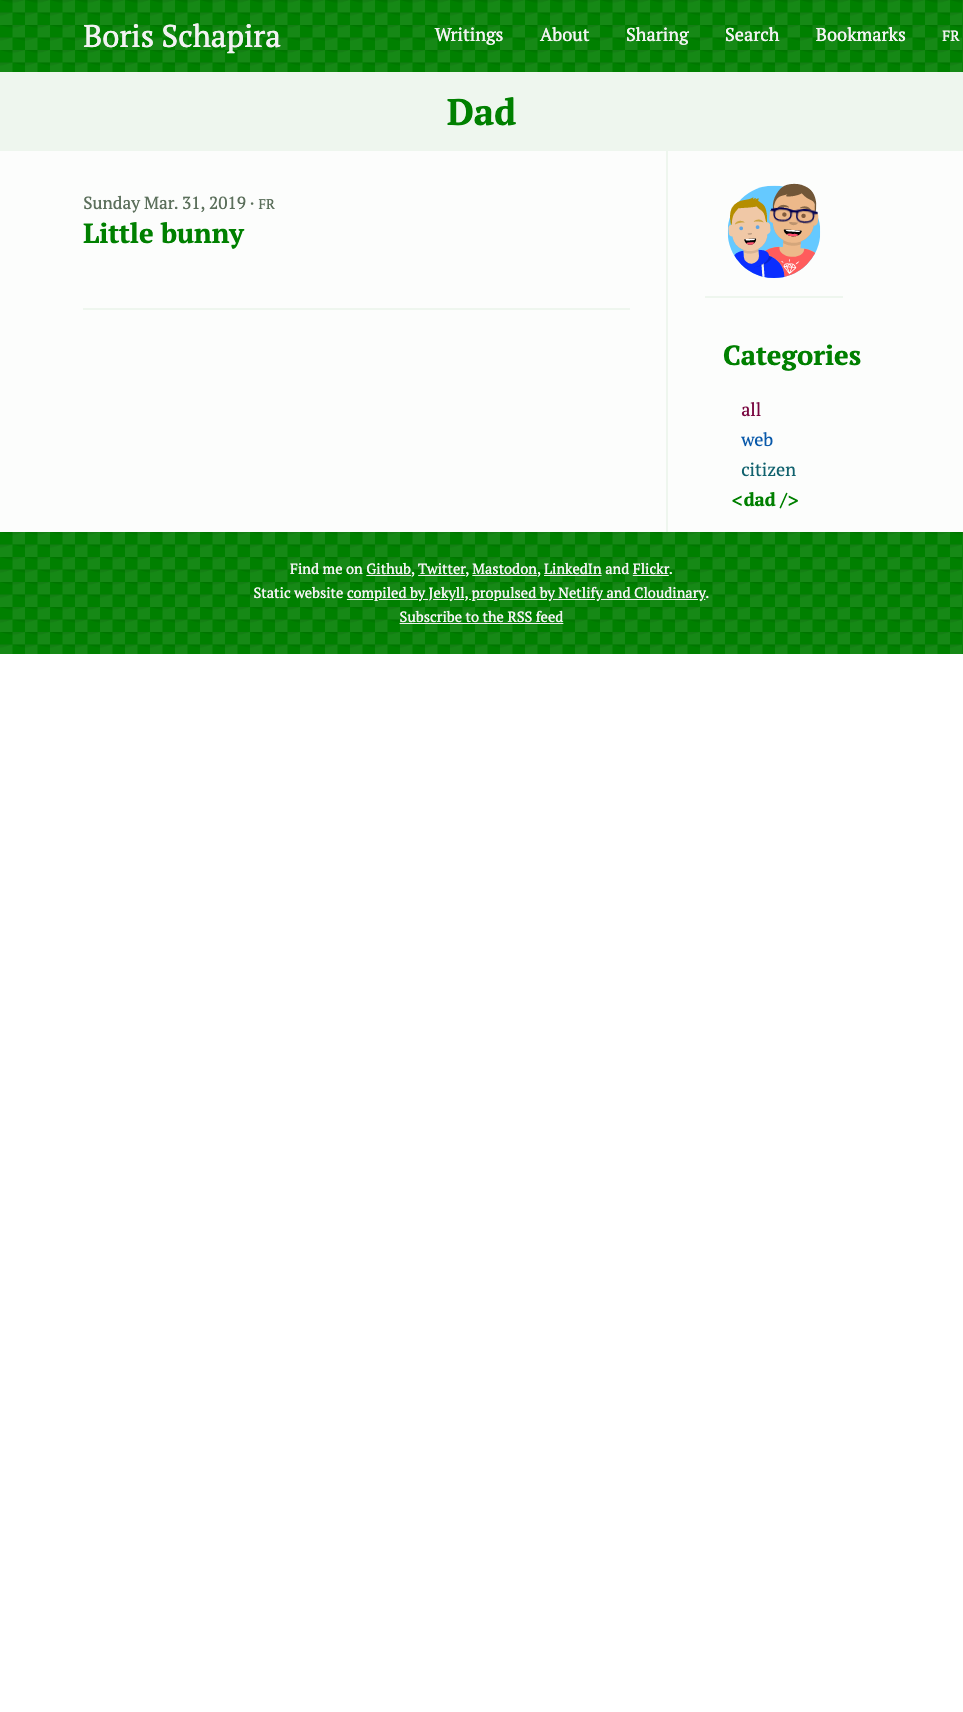 Boris Schapira
Writings About Sharing Search Bookmarks FR
Dad
Sunday Mar. 31, 2019 · FR
Little bunny
Categories
all
web
citizen
<dad />
Find me on Github, Twitter, Mastodon, LinkedIn and Flickr.
Static website compiled by Jekyll, propulsed by Netlify and Cloudinary.
Subscribe to the RSS feed